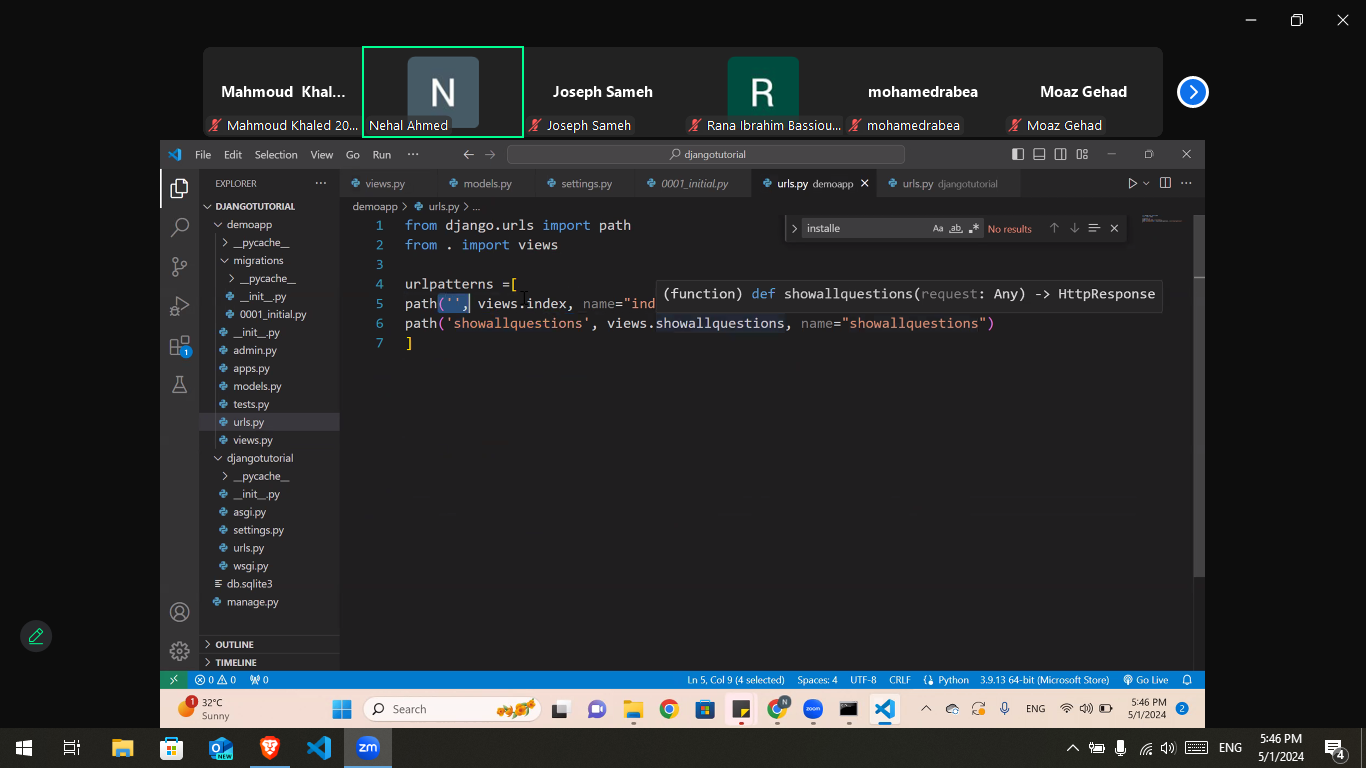 Mahmoud Khal...
N
Joseph Sameh
R
mohamedrabea
Moaz Gehad
Mahmoud Khaled 20...
Nehal Ahmed
Joseph Sameh
Rana Ibrahim Bassiou...
mohamedrabea
Moaz Gehad
File Edit Selection View Go Run ··· djangotutorial
EXPLORER ···
views.py models.py settings.py 0001_initial.py urls.py demoapp urls.py djangotutorial
DJANGOTUTORIAL
demoapp
__pycache__
migrations
__pycache__
__init__.py
0001_initial.py
__init__.py
admin.py
apps.py
models.py
tests.py
urls.py
views.py
djangotutorial
__pycache__
__init__.py
asgi.py
settings.py
urls.py
wsgi.py
db.sqlite3
manage.py
OUTLINE
TIMELINE
1
demoapp > urls.py > ...
installe Aa ab No results
1 from django.urls import path
2 from . import views
3
4 urlpatterns =[
5 path('', views.index, name="ind
(function) def showallquestions(request: Any) -> HttpResponse
6 path('showallquestions', views.showallquestions, name="showallquestions")
7 ]
0 0 0 Ln 5, Col 9 (4 selected) Spaces: 4 UTF-8 CRLF Python 3.9.13 64-bit (Microsoft Store) Go Live
1 32°C
Sunny
Search
N
zoom
ENG
5:46 PM
5/1/2024
2
NEW
zm
ENG
5:46 PM
5/1/2024
4